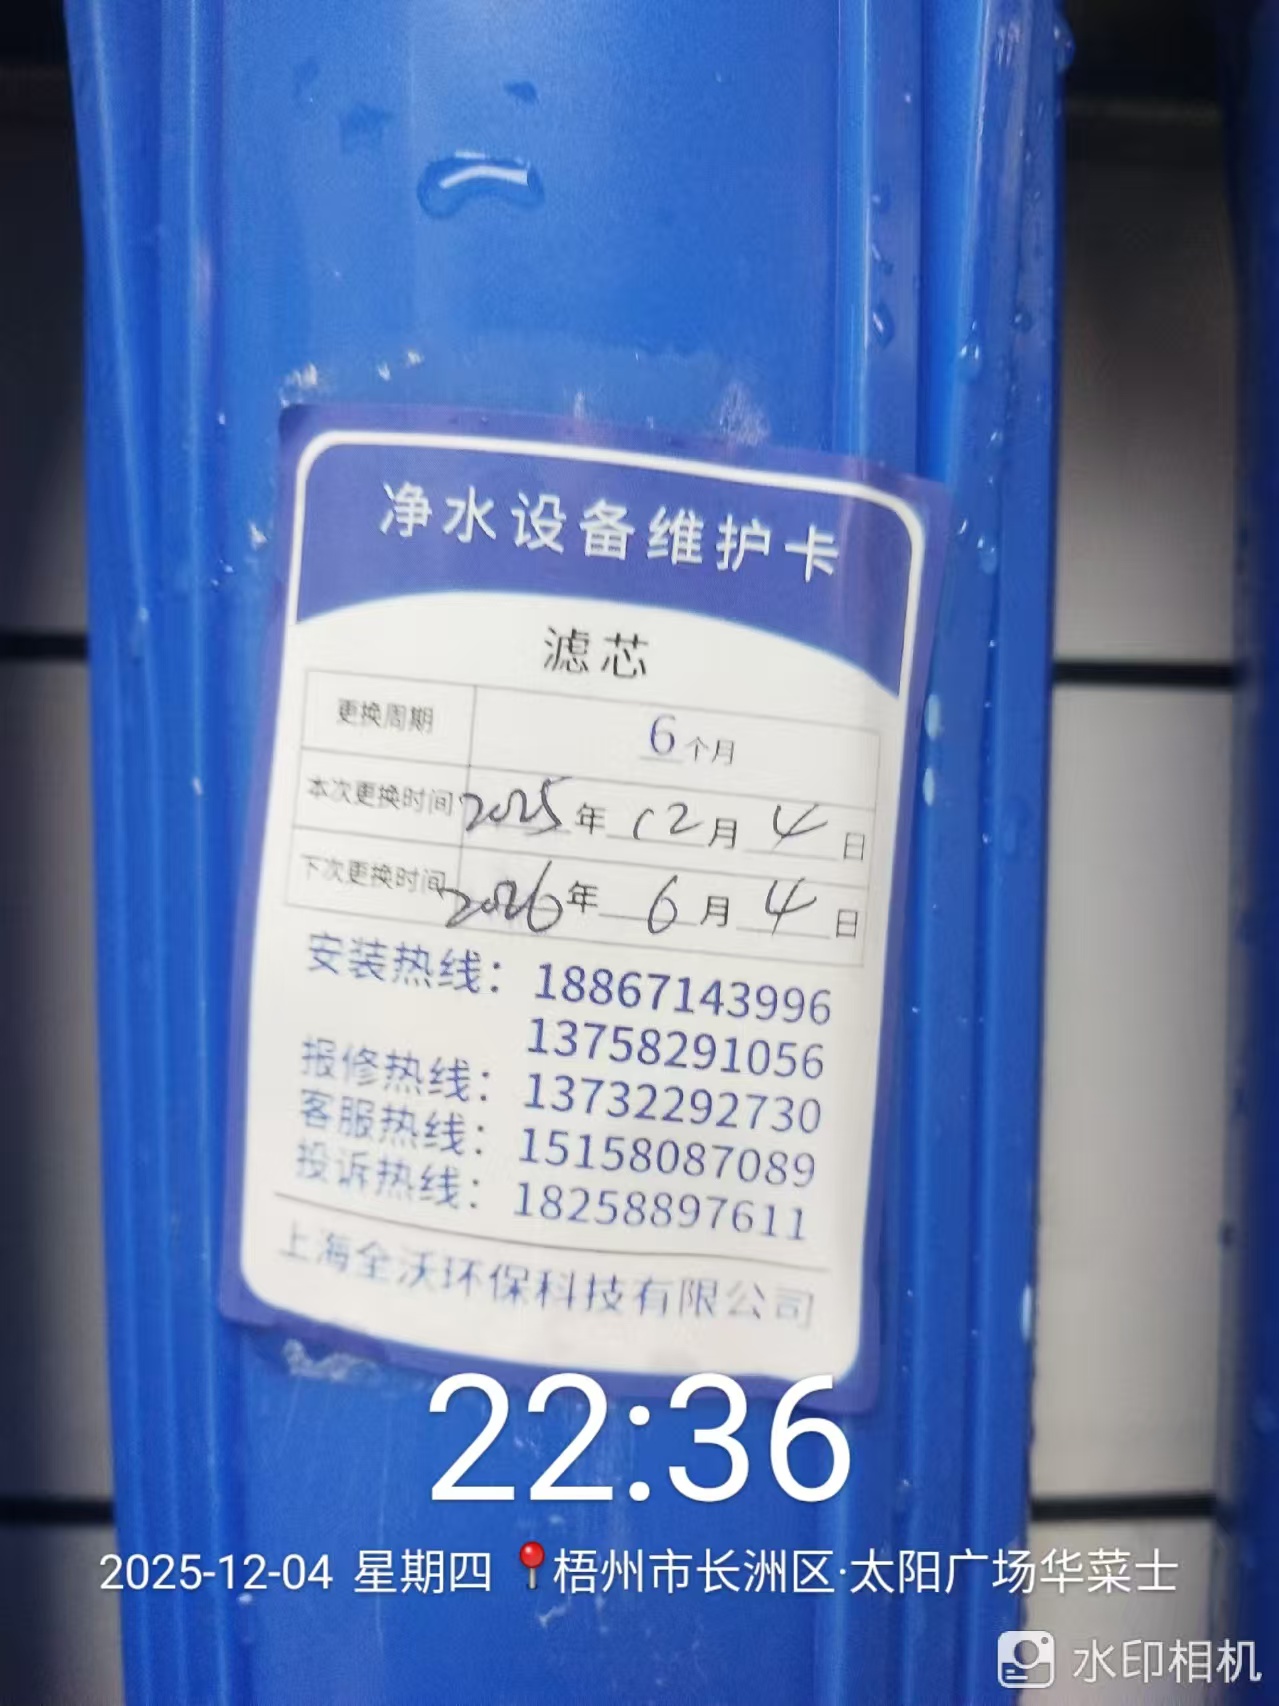 净水设备维护卡
滤芯
更换周期 6个月
本次更换时间 2025年12月4日
下次更换时间 2026年6月4日
安装热线：18867143996
13758291056
报修热线：13732292730
客服热线：15158087089
投诉热线：18258897611
上海全沃环保科技有限公司
22:36
2025-12-04 星期四 梧州市长洲区·太阳广场华莱士
水印相机